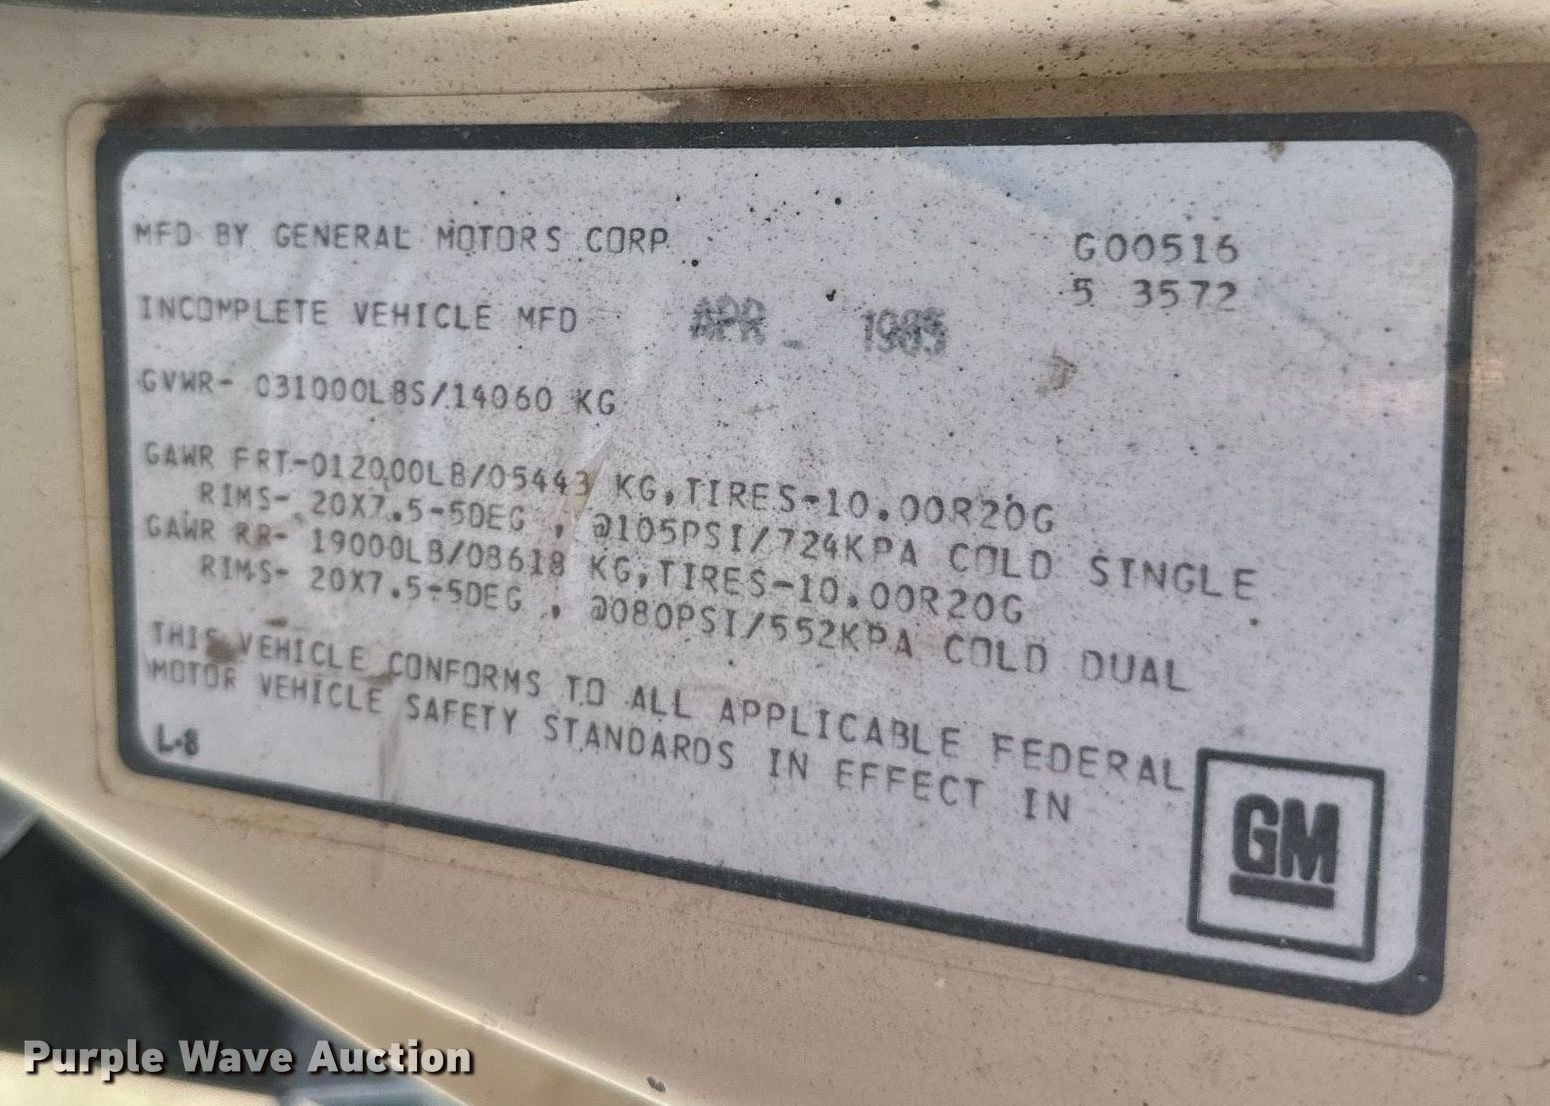 MFD BY GENERAL MOTORS CORP.
G00516
5 3572
INCOMPLETE VEHICLE MFD APR - 1985
GVWR- 031000LBS/14060 KG
GAWR FRT-012000LB/05443 KG,TIRES-10.00R20G
RIMS- 20X7.5-5DEG , @105PSI/724KPA COLD SINGLE
GAWR RR- 19000LB/08618 KG,TIRES-10.00R20G
RIMS- 20X7.5-5DEG , @080PSI/552KPA COLD DUAL
THIS VEHICLE CONFORMS TO ALL APPLICABLE FEDERAL
MOTOR VEHICLE SAFETY STANDARDS IN EFFECT IN
L-8
GM
Purple Wave Auction